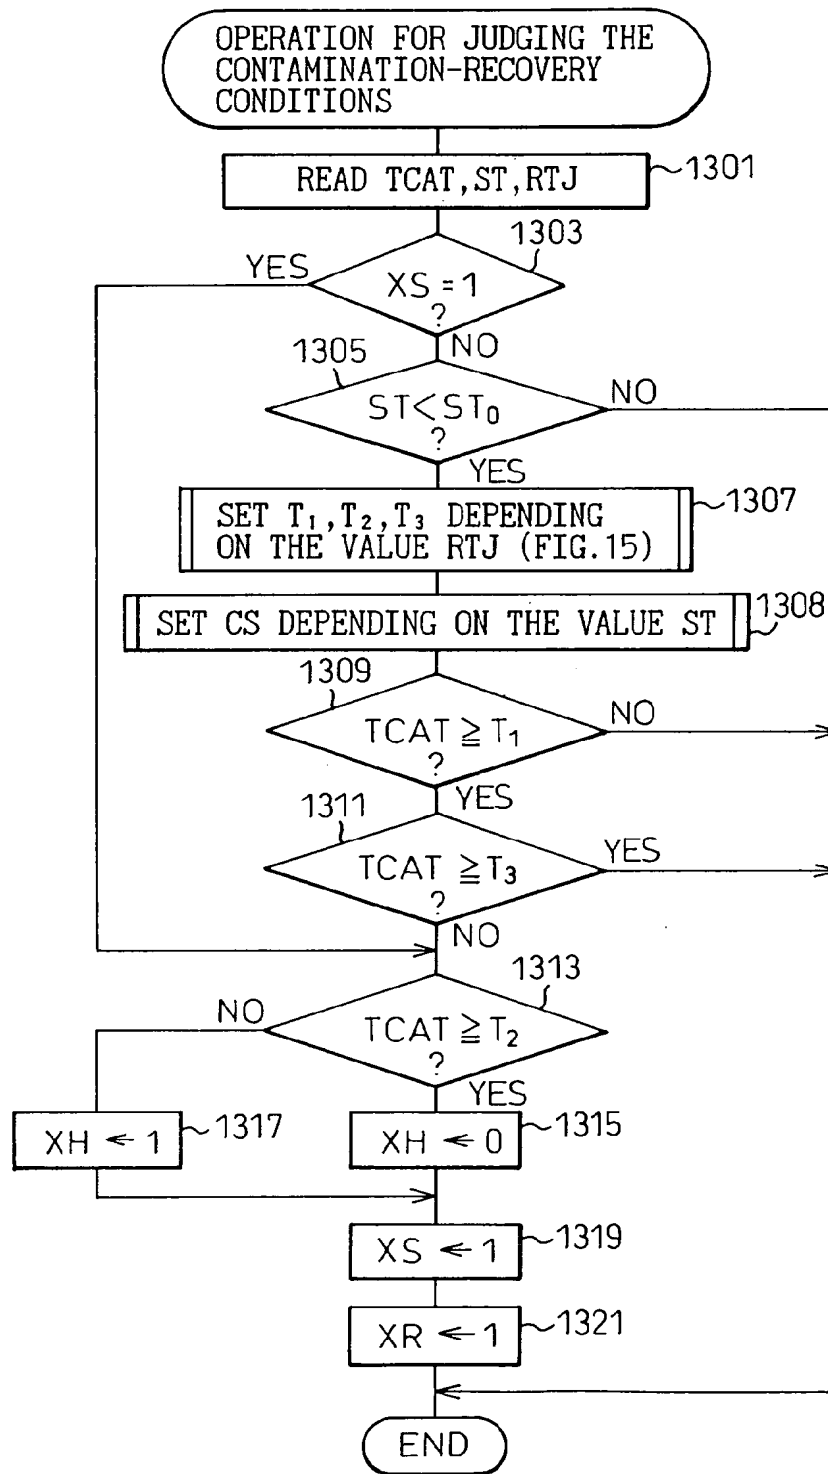 OPERATION FOR JUDGING THE
CONTAMINATION-RECOVERY
CONDITIONS
READ TCAT,ST,RTJ
1301
1303
YES
XS=1
?
NO
1305
ST<ST₀
?
NO
YES
SET T₁,T₂,T₃ DEPENDING
ON THE VALUE RTJ (FIG.15)
1307
SET CS DEPENDING ON THE VALUE ST
1308
1309
TCAT ≧ T₁
?
NO
YES
1311
TCAT ≧ T₃
?
YES
NO
1313
NO
TCAT ≧ T₂
?
YES
XH ← 1
1317
XH ← 0
1315
XS ← 1
1319
XR ← 1
1321
END